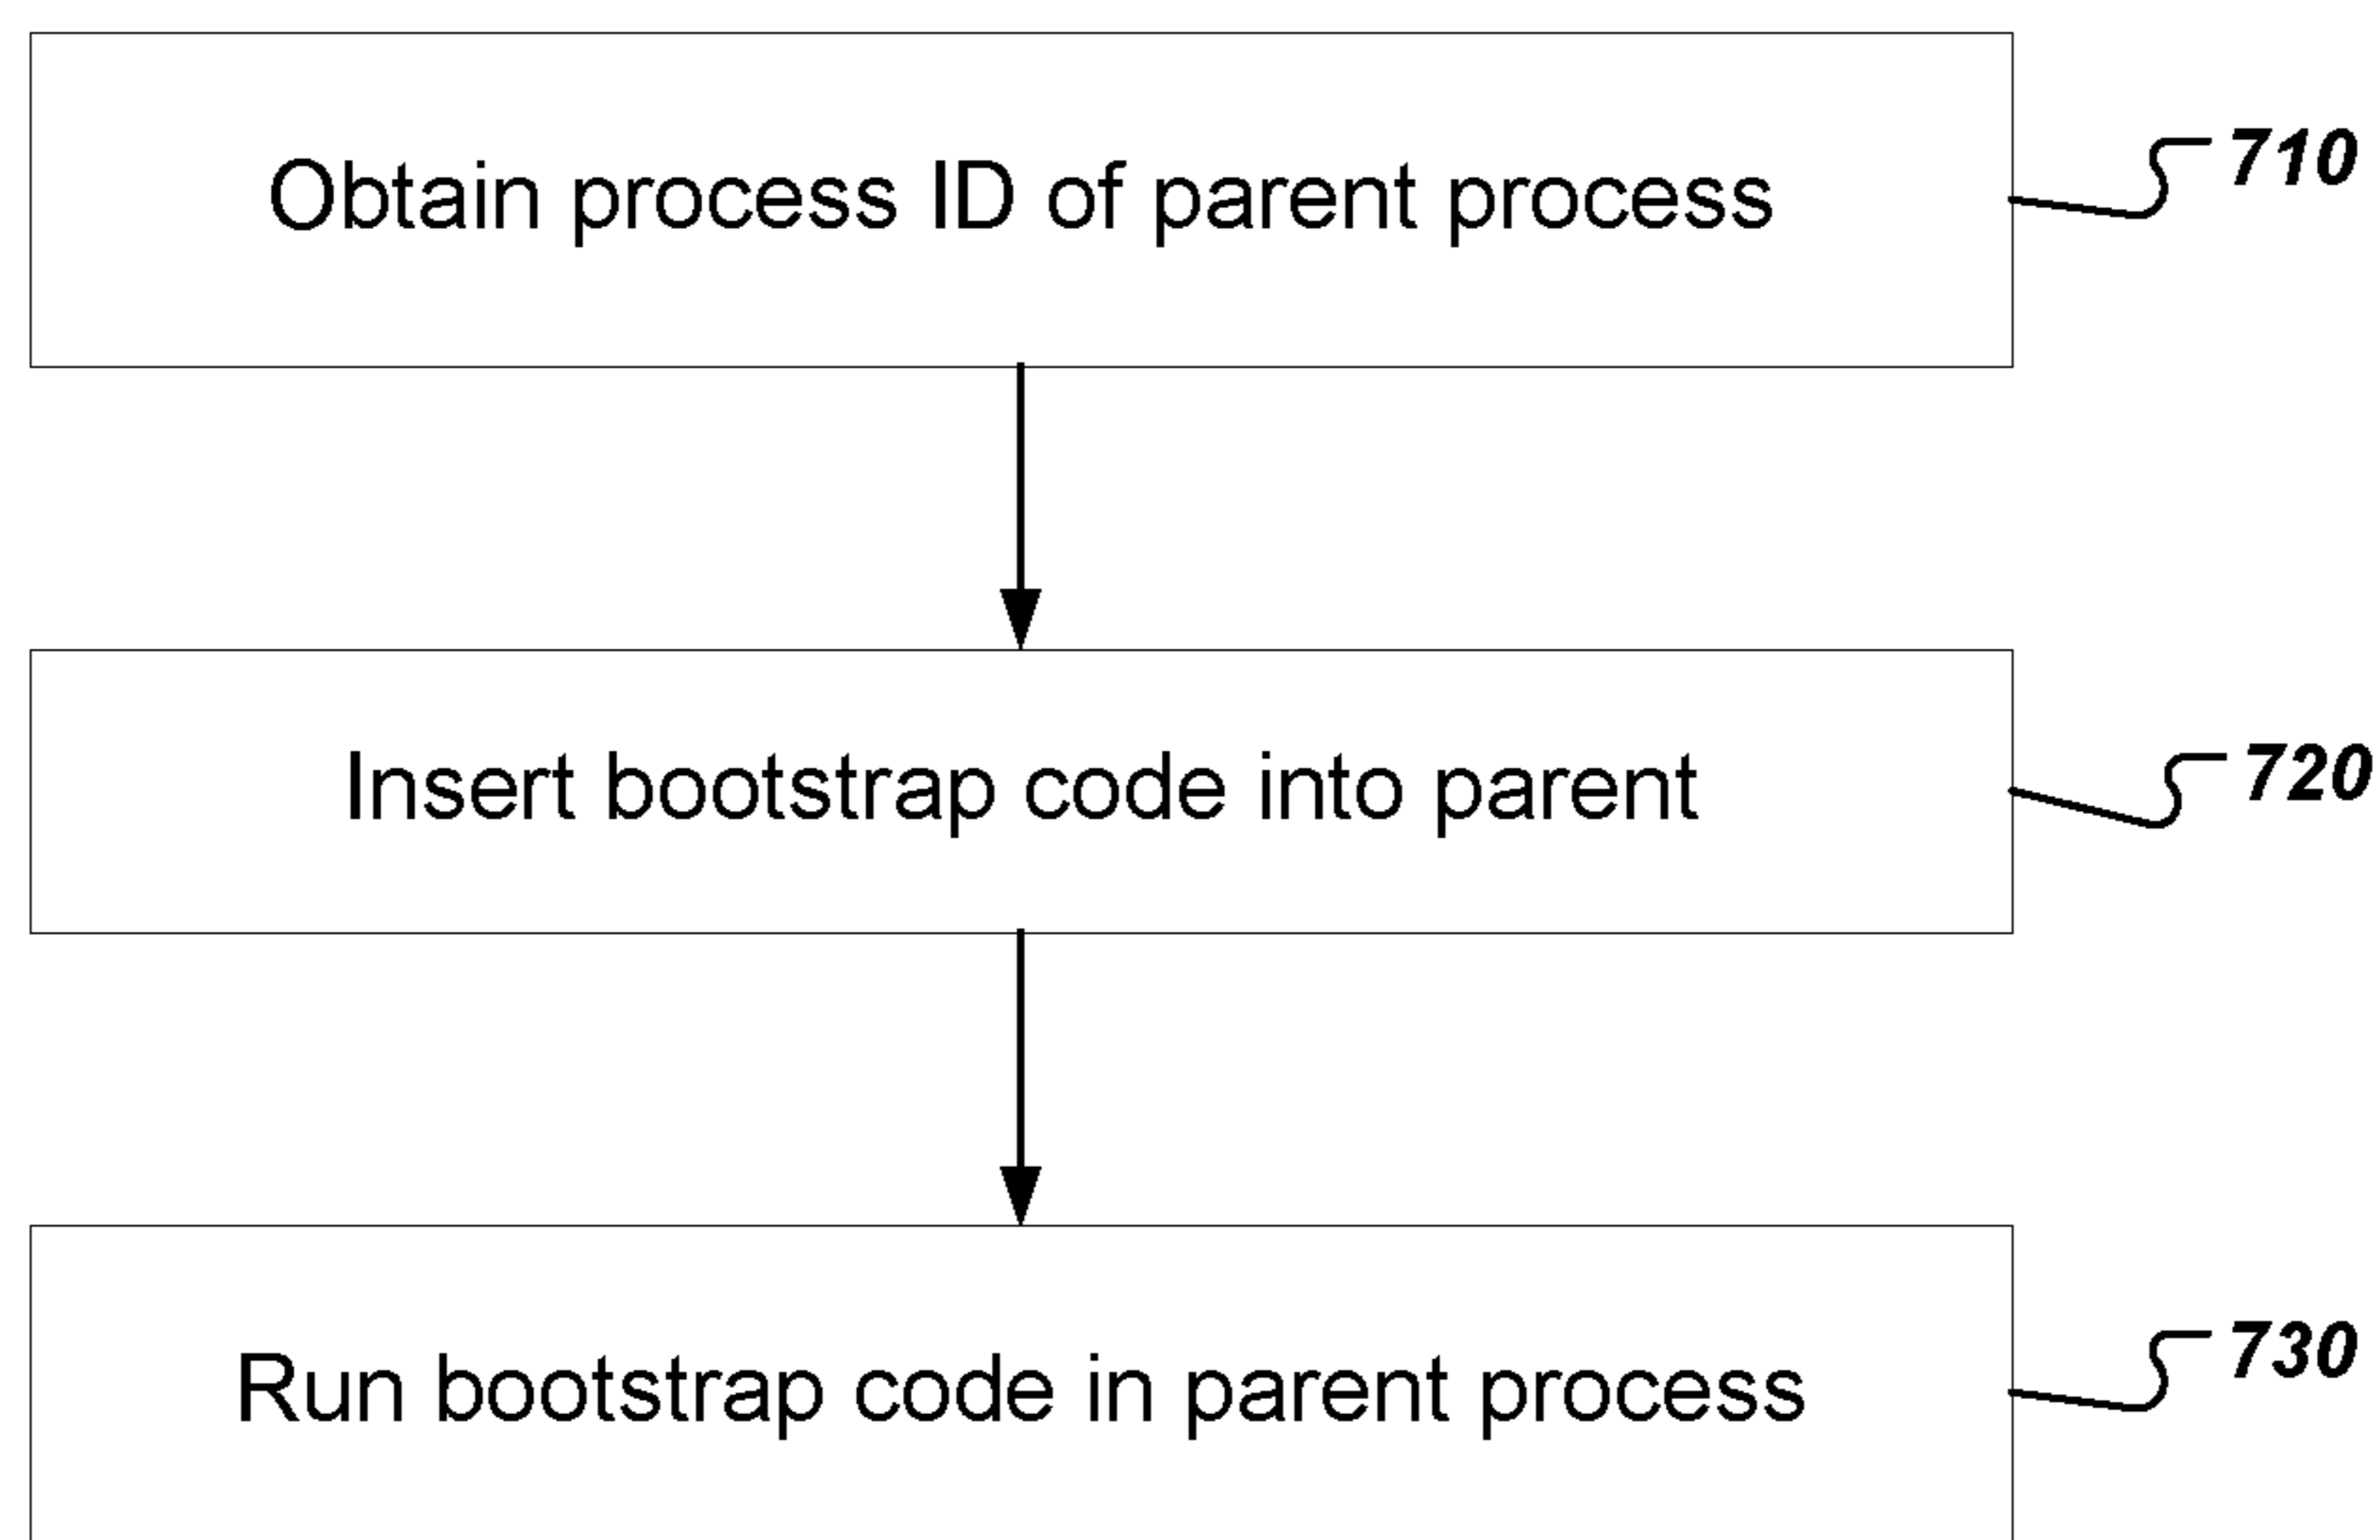 Obtain process ID of parent process
710
Insert bootstrap code into parent
720
Run bootstrap code in parent process
730